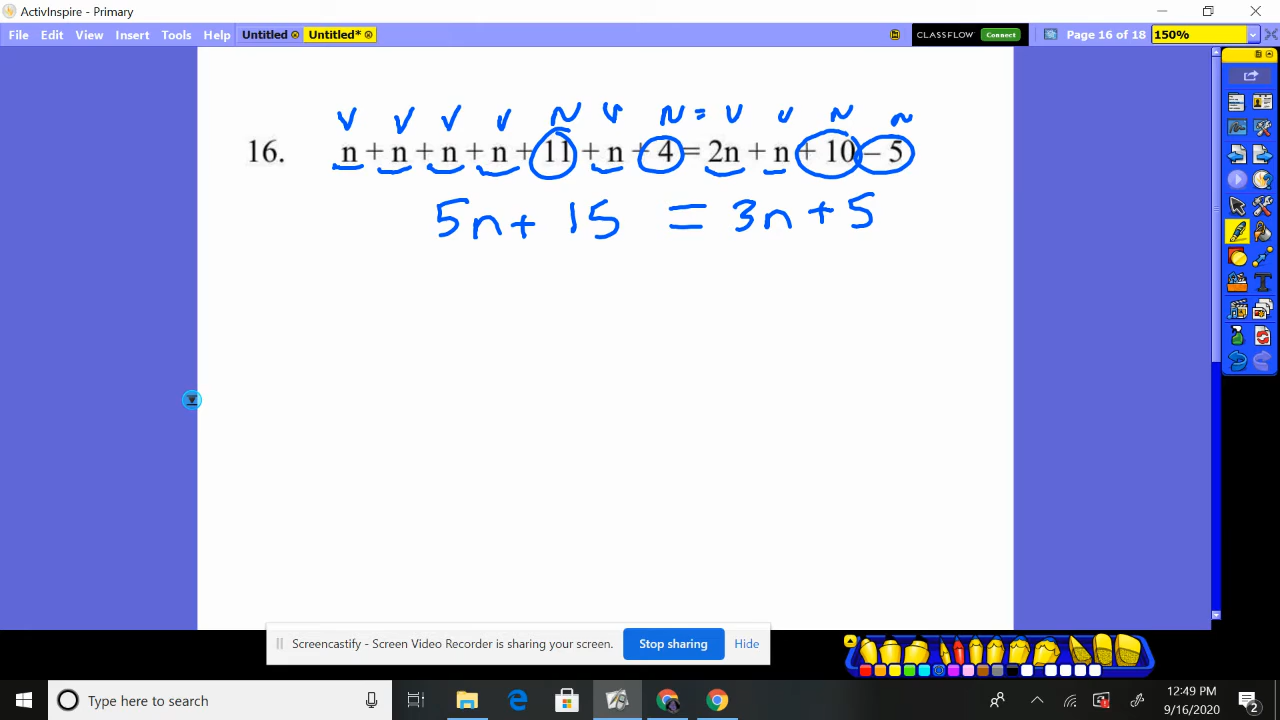 ActivInspire - Primary
File Edit View Insert Tools Help Untitled Untitled* CLASSFLOW Connect Page 16 of 18 150%
V V V V N V N = V V N N
16. n + n + n + n + 11 + n + 4 = 2n + n + 10 – 5
5n + 15 = 3n + 5
Screencastify - Screen Video Recorder is sharing your screen. Stop sharing Hide
Type here to search
12:49 PM
9/16/2020
2